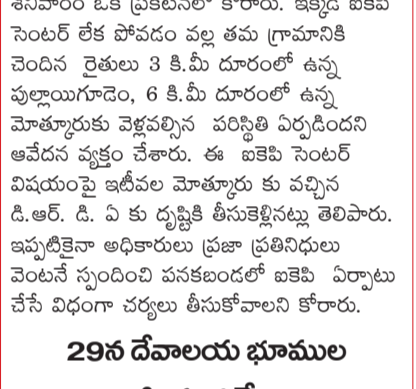 శనివారం ఒక ప్రకటనలో కోరారు. ఇక్కడ ఐకెపి
సెంటర్ లేక పోవడం వల్ల తమ గ్రామానికి
చెందిన రైతులు 3 కి.మీ దూరంలో ఉన్న
పుల్లాయిగూడెం, 6 కి.మీ దూరంలో ఉన్న
మోత్కూరుకు వెళ్లవల్సిన పరిస్థితి ఏర్పడిందని
ఆవేదన వ్యక్తం చేశారు. ఈ ఐకెపి సెంటర్
విషయంపై ఇటీవల మోత్కూరు కు వచ్చిన
డి.ఆర్. డి. ఏ కు దృష్టికి తీసుకెళ్లినట్లు తెలిపారు.
ఇప్పటికైనా అధికారులు ప్రజా ప్రతినిధులు
వెంటనే స్పందించి పనకబండలో ఐకెపి ఏర్పాటు
చేసే విధంగా చర్యలు తీసుకోవాలని కోరారు.
29న దేవాలయ భూముల